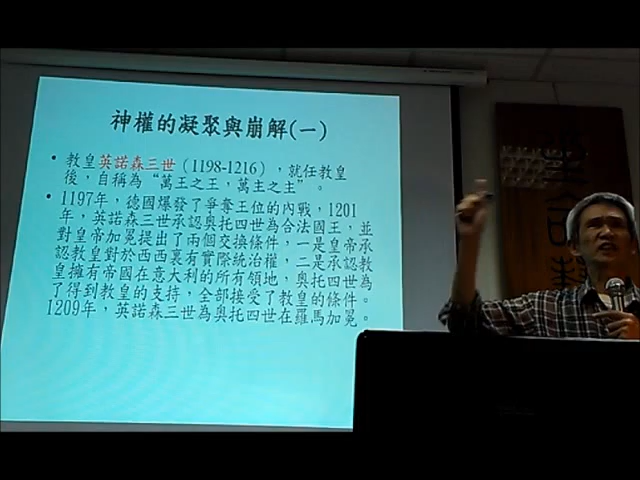 神權的凝聚與崩解(一)
• 教皇英諾森三世（1198-1216），就任教皇
後，自稱為“萬王之王，萬主之主”。
• 1197年，德國爆發了爭奪王位的內戰，1201
年，英諾森三世承認奧托四世為合法國王，並
對皇帝加冕提出了兩個交換條件，一是皇帝承
認教皇對於西西裏有實際統治權，二是承認教
皇擁有帝國在意大利的所有領地，奧托四世為
了得到教皇的支持，全部接受了教皇的條件。
1209年，英諾森三世為奧托四世在羅馬加冕。